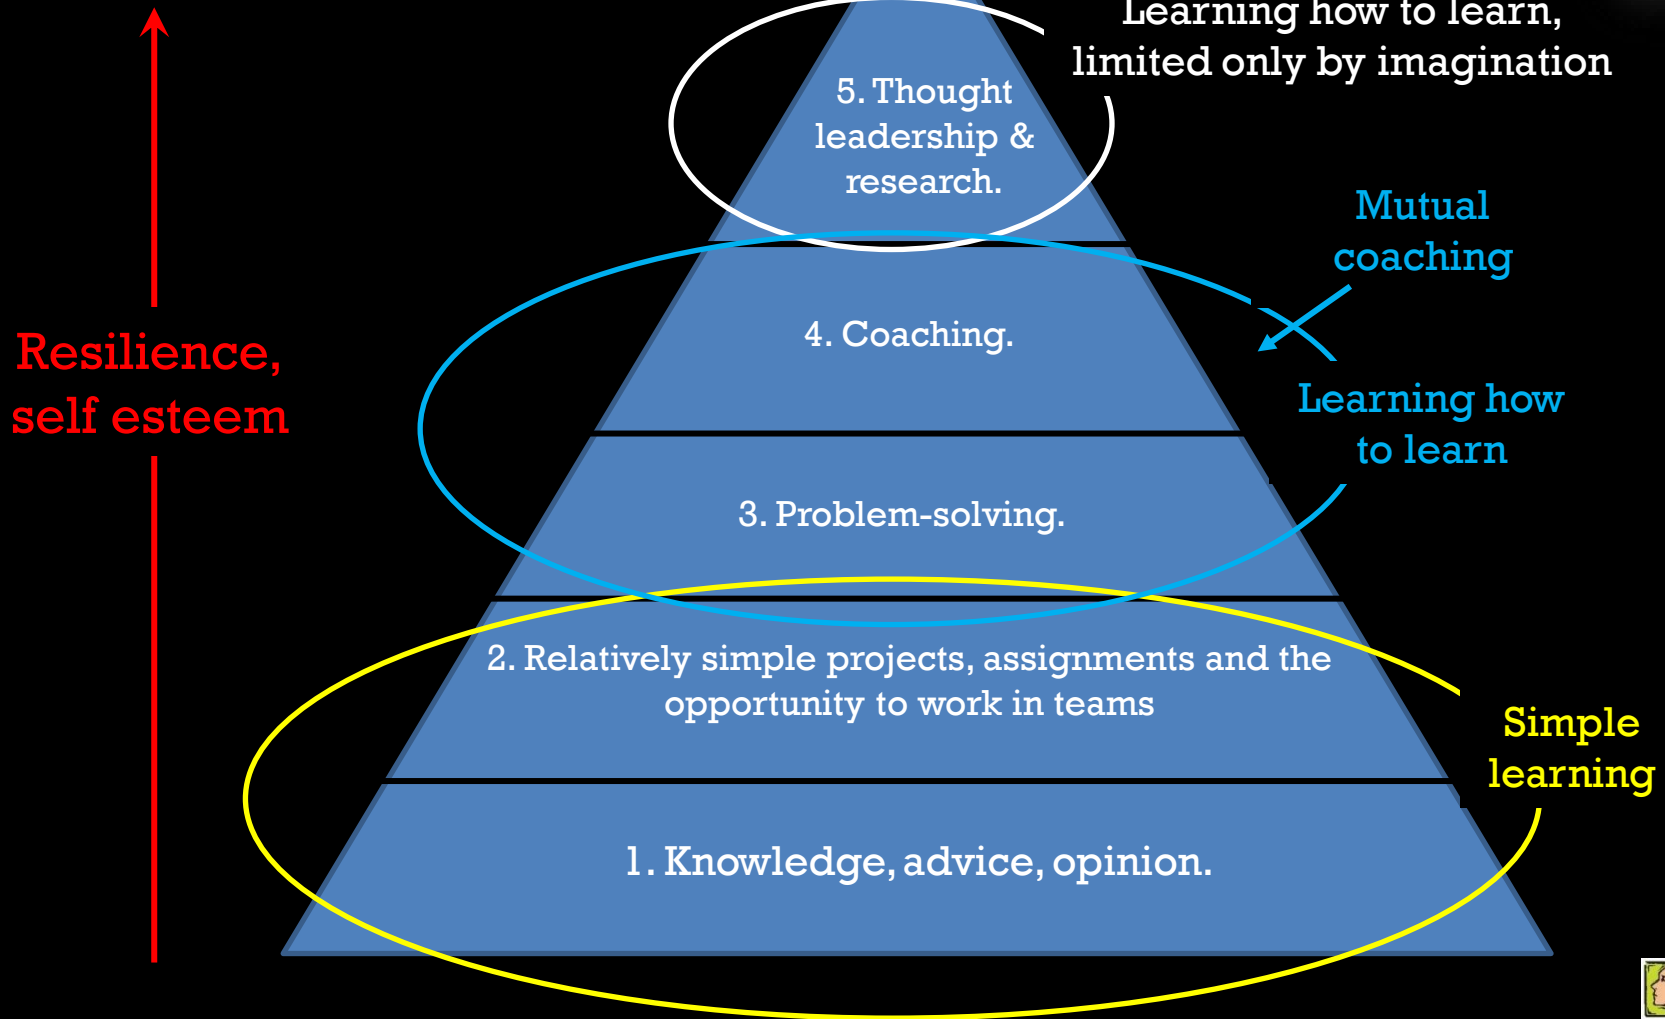 Learning how to learn,
limited only by imagination
5. Thought
leadership &
research.
Mutual
coaching
4. Coaching.
Resilience,
self esteem
Learning how
to learn
3. Problem-solving.
2. Relatively simple projects, assignments and the
opportunity to work in teams
Simple
learning
1. Knowledge, advice, opinion.